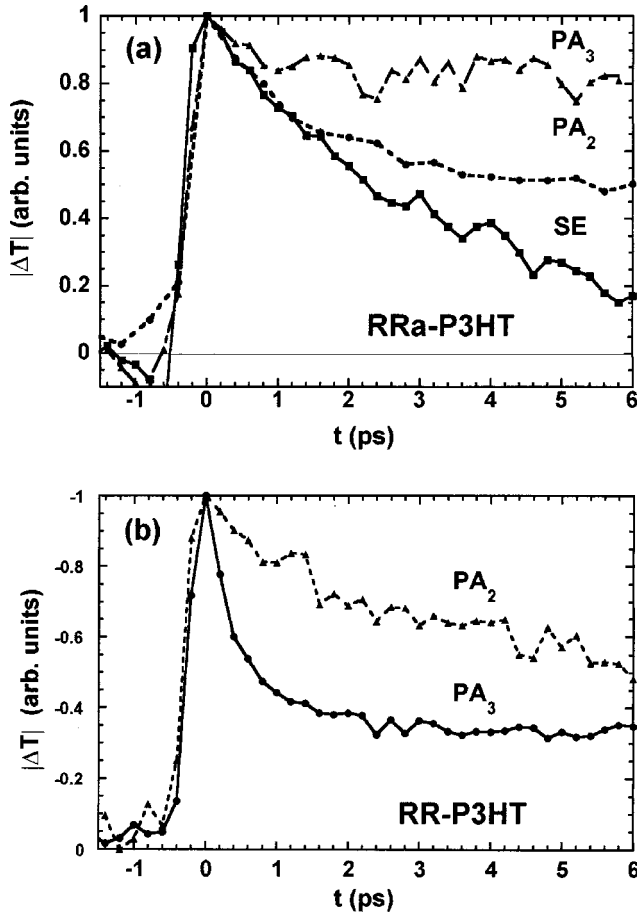 (a)
PA3
PA2
SE
RRa-P3HT
|ΔT| (arb. units)
1
0.8
0.6
0.4
0.2
0
-1 0 1 2 3 4 5 6
t (ps)
(b)
PA2
PA3
RR-P3HT
|ΔT| (arb. units)
-1
-0.8
-0.6
-0.4
-0.2
0
-1 0 1 2 3 4 5 6
t (ps)